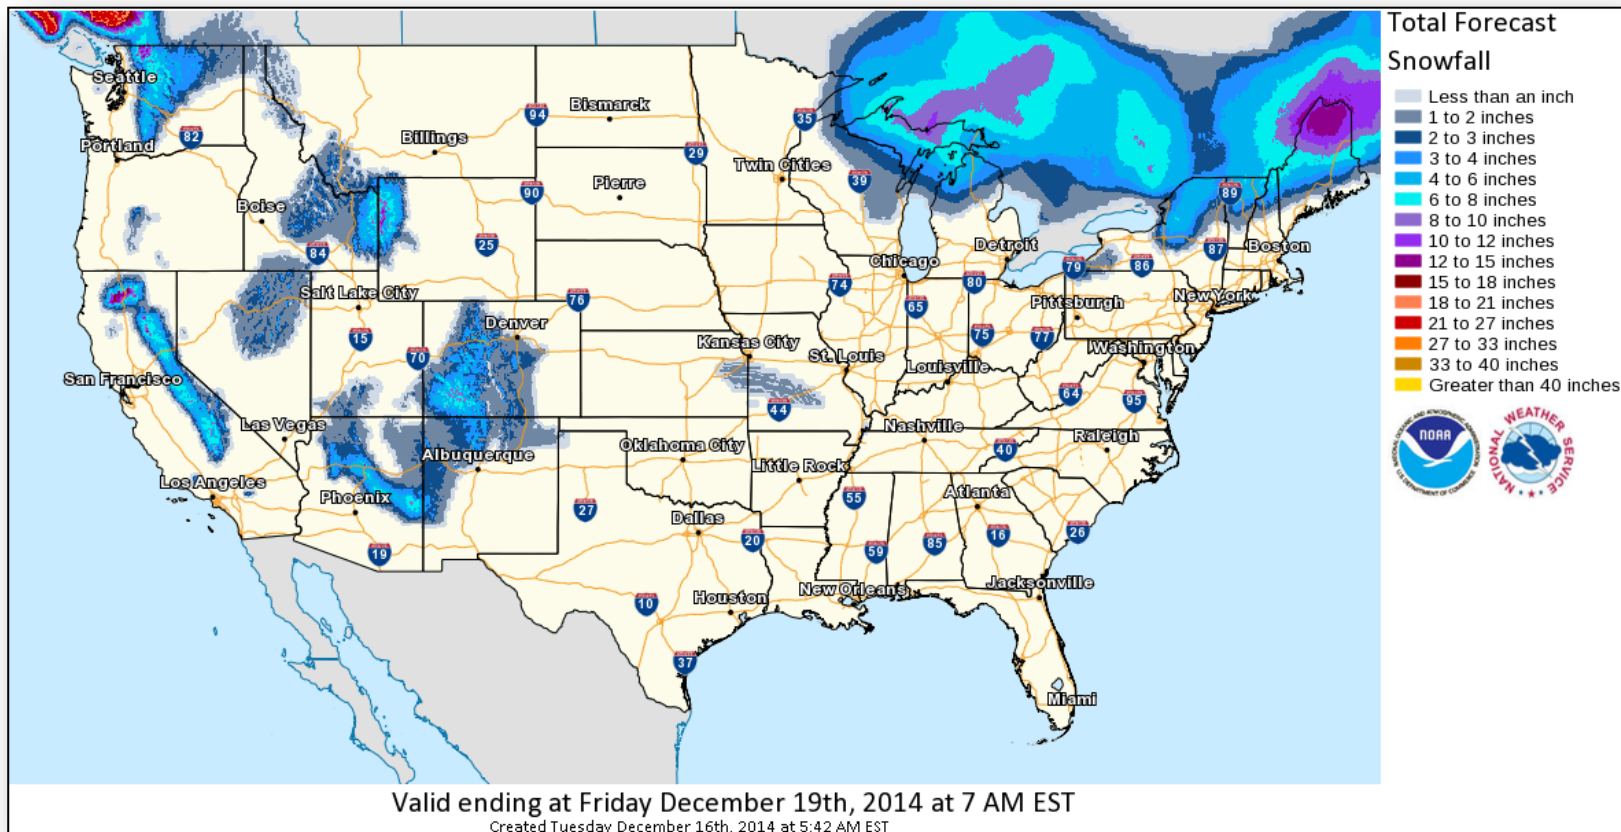 Total Forecast
Snowfall
Less than an inch
1 to 2 inches
2 to 3 inches
3 to 4 inches
4 to 6 inches
6 to 8 inches
8 to 10 inches
10 to 12 inches
12 to 15 inches
15 to 18 inches
18 to 21 inches
21 to 27 inches
27 to 33 inches
33 to 40 inches
Greater than 40 inches
NOAA
NATIONAL OCEANIC AND ATMOSPHERIC ADMINISTRATION
U.S. DEPARTMENT OF COMMERCE
NATIONAL WEATHER SERVICE
Seattle
Bismarck
94
35
82
Billings
Portland
29
Twin Cities
Pierre
39
90
89
Boise
25
84
Detroit
87
Boston
Chicago
79
86
Salt Lake City
76
74
80
New York
65
Pittsburgh
Denver
15
75
77
Kansas City
70
St. Louis
Washington
Louisville
San Francisco
64
95
44
Las Vegas
Nashville
Raleigh
Oklahoma City
40
Albuquerque
Little Rock
Los Angeles
Phoenix
55
Atlanta
27
Dallas
16
26
20
85
59
19
Jacksonville
New Orleans
10
Houston
37
Miami
Valid ending at Friday December 19th, 2014 at 7 AM EST
Created Tuesday December 16th, 2014 at 5:42 AM EST